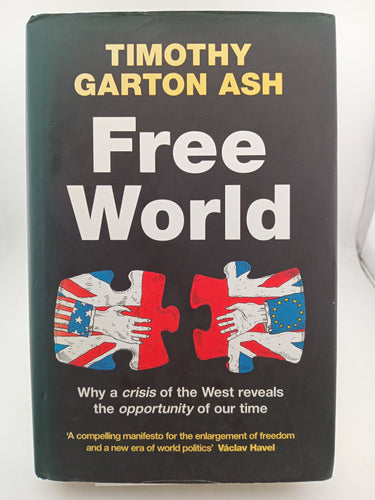 TIMOTHY
GARTON ASH
Free
World
Why a crisis of the West reveals
the opportunity of our time
‘A compelling manifesto for the enlargement of freedom
and a new era of world politics’ Václav Havel